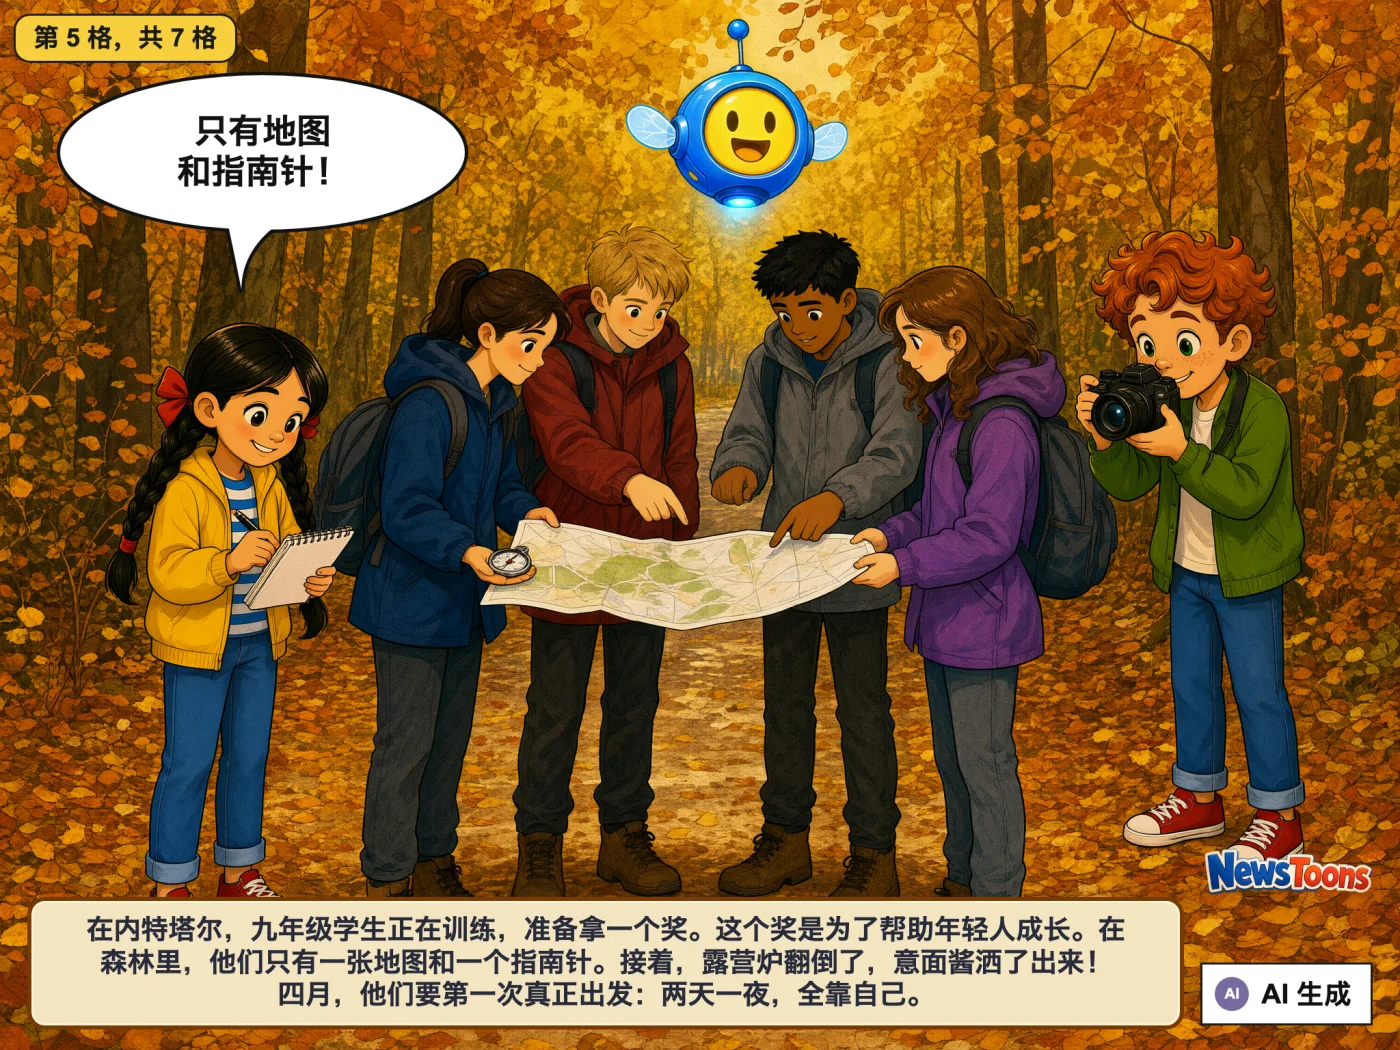 第 5 格，共 7 格
只有地图
和指南针！
NewsToons
在内特塔尔，九年级学生正在训练，准备拿一个奖。这个奖是为了帮助年轻人成长。在
森林里，他们只有一张地图和一个指南针。接着，露营炉翻倒了，意面酱洒了出来！
四月，他们要第一次真正出发：两天一夜，全靠自己。
AI AI 生成